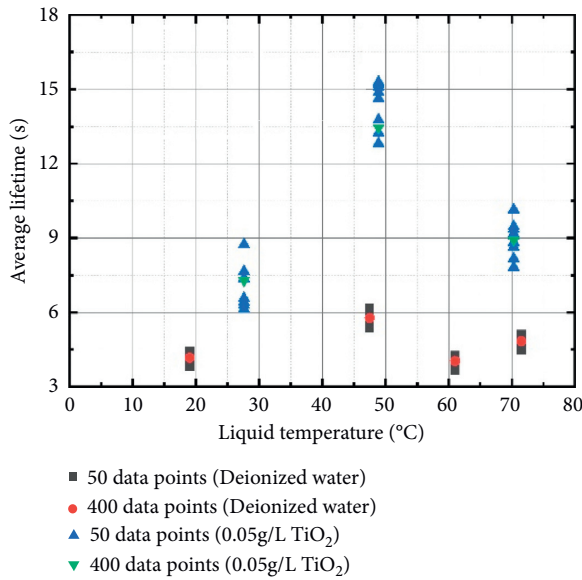 18
15
12
9
6
3
Average lifetime (s)
0 10 20 30 40 50 60 70 80
Liquid temperature (°C)
50 data points (Deionized water)
400 data points (Deionized water)
50 data points (0.05g/L TiO₂)
400 data points (0.05g/L TiO₂)